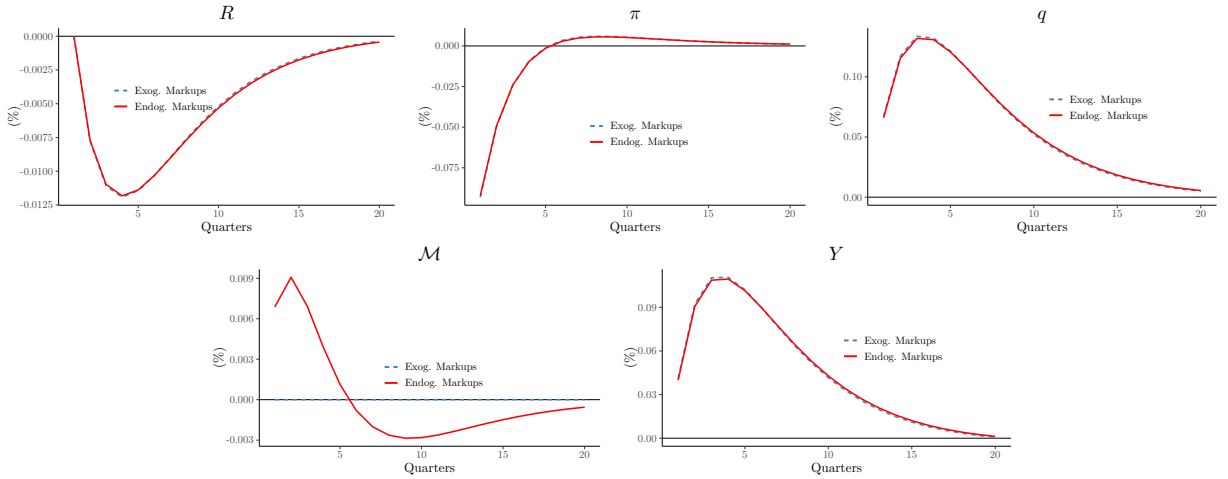 R
0.0000
-0.0025
-0.0050
-0.0075
-0.0100
-0.0125
(%)
Exog. Markups
Endog. Markups
5
10
15
20
Quarters
π
0.000
-0.025
-0.050
-0.075
(%)
Exog. Markups
Endog. Markups
5
10
15
20
Quarters
q
0.10
0.05
0.00
(%)
Exog. Markups
Endog. Markups
5
10
15
20
Quarters
ℳ
0.009
0.006
0.003
0.000
-0.003
(%)
Exog. Markups
Endog. Markups
5
10
15
20
Quarters
Y
0.09
0.06
0.03
0.00
(%)
Exog. Markups
Endog. Markups
5
10
15
20
Quarters